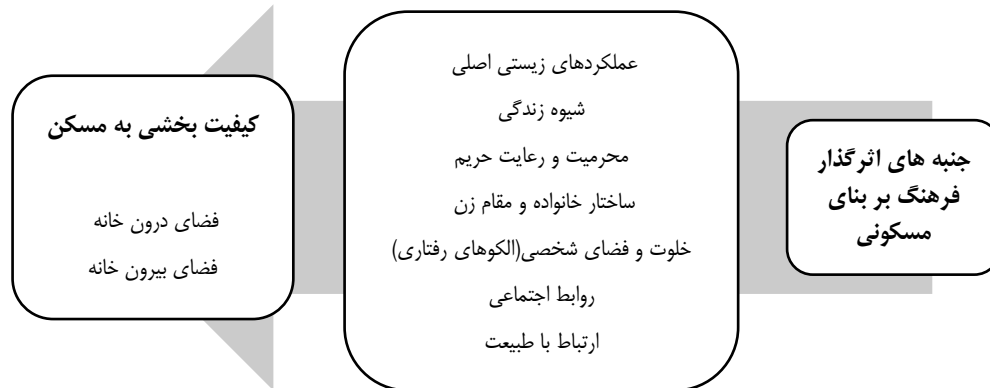 جنبه های اثرگذار
فرهنگ بر بنای
مسکونی
عملکردهای زیستی اصلی
شیوه زندگی
محرمیت و رعایت حریم
ساختار خانواده و مقام زن
خلوت و فضای شخصی(الکوهای رفتاری)
روابط اجتماعی
ارتباط با طبیعت
کیفیت بخشی به مسکن
فضای درون خانه
فضای بیرون خانه